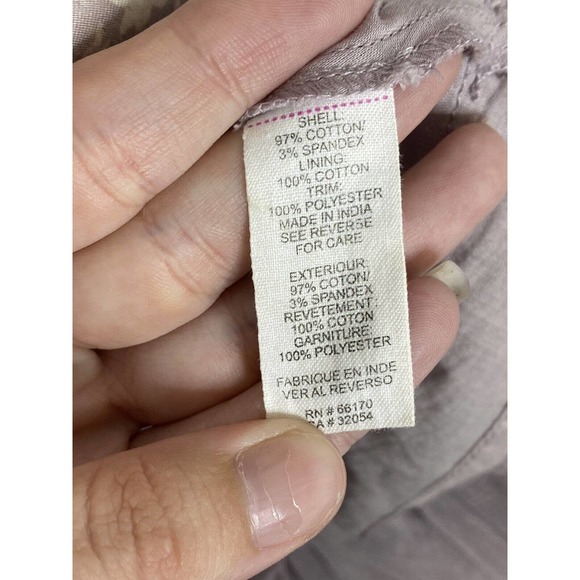 SHELL:
97% COTTON/
3% SPANDEX
LINING:
100% COTTON
TRIM:
100% POLYESTER
MADE IN INDIA
SEE REVERSE
FOR CARE
EXTERIOUR:
97% COTON/
3% SPANDEX
REVETEMENT:
100% COTON
GARNITURE:
100% POLYESTER
FABRIQUE EN INDE
VER AL REVERSO
RN # 66170
CA # 32054